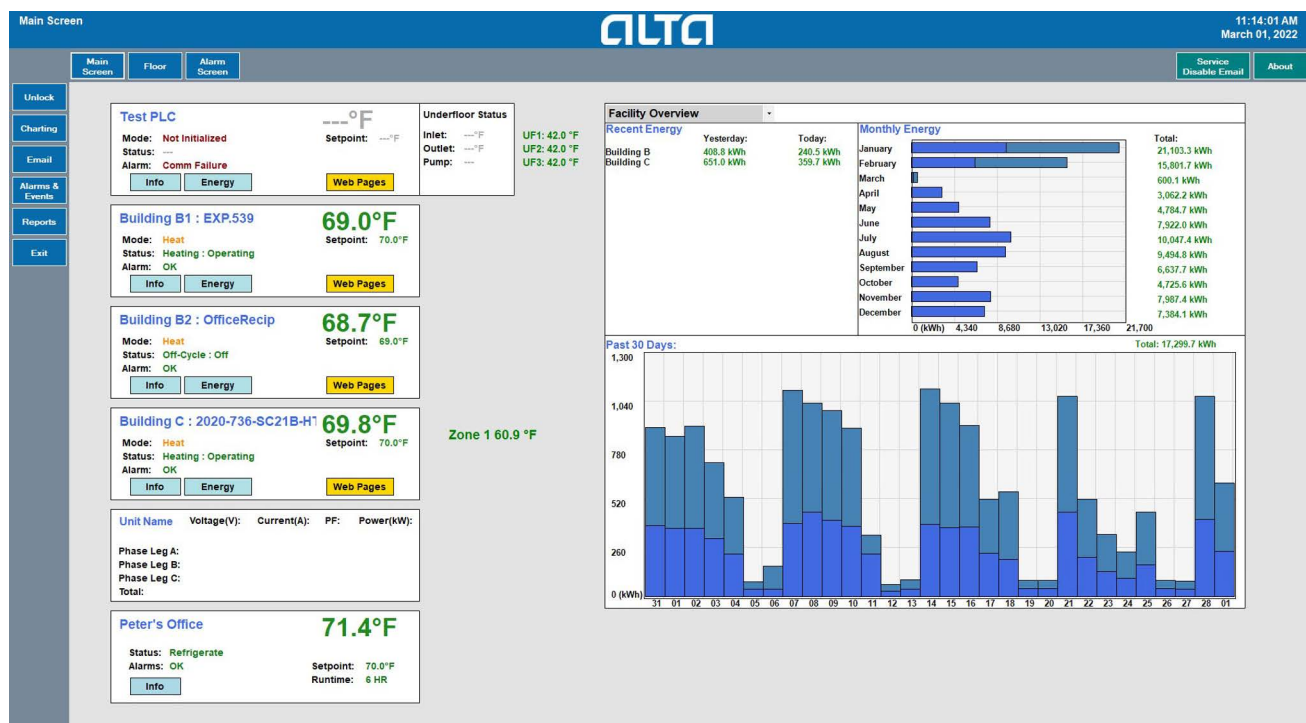 Main Screen
ALTA
11:14:01 AM
March 01, 2022
Main Screen
Floor
Alarm Screen
Service Disable Email
About
Unlock
Charting
Email
Alarms & Events
Reports
Exit
Test PLC
---°F
Mode: Not Initialized
Setpoint: ---°F
Status: ---
Alarm: Comm Failure
Info
Energy
Web Pages
Underfloor Status
Inlet: ---°F UF1: 42.0 °F
Outlet: ---°F UF2: 42.0 °F
Pump: --- UF3: 42.0 °F
Building B1 : EXP.539
69.0°F
Mode: Heat
Setpoint: 70.0°F
Status: Heating : Operating
Alarm: OK
Info
Energy
Web Pages
Building B2 : OfficeRecip
68.7°F
Mode: Heat
Setpoint: 69.0°F
Status: Off-Cycle : Off
Alarm: OK
Info
Energy
Web Pages
Building C : 2020-736-SC21B-HT
69.8°F
Mode: Heat
Setpoint: 70.0°F
Status: Heating : Operating
Alarm: OK
Info
Energy
Web Pages
Zone 1 60.9 °F
Unit Name Voltage(V): Current(A): PF: Power(kW):
Phase Leg A:
Phase Leg B:
Phase Leg C:
Total:
Peter's Office
71.4°F
Status: Refrigerate
Alarms: OK
Setpoint: 70.0°F
Runtime: 6 HR
Info
Facility Overview
Recent Energy
Yesterday: Today:
Building B 408.8 kWh 240.5 kWh
Building C 651.0 kWh 359.7 kWh
Monthly Energy
Total:
January 21,103.3 kWh
February 15,801.7 kWh
March 600.1 kWh
April 3,062.2 kWh
May 4,784.7 kWh
June 7,922.0 kWh
July 10,047.4 kWh
August 9,494.8 kWh
September 6,637.7 kWh
October 4,725.6 kWh
November 7,987.4 kWh
December 7,384.1 kWh
0 (kWh) 4,340 8,680 13,020 17,360 21,700
Past 30 Days:
Total: 17,299.7 kWh
1,300
1,040
780
520
260
0 (kWh)
31 01 02 03 04 05 06 07 08 09 10 11 12 13 14 15 16 17 18 19 20 21 22 23 24 25 26 27 28 01